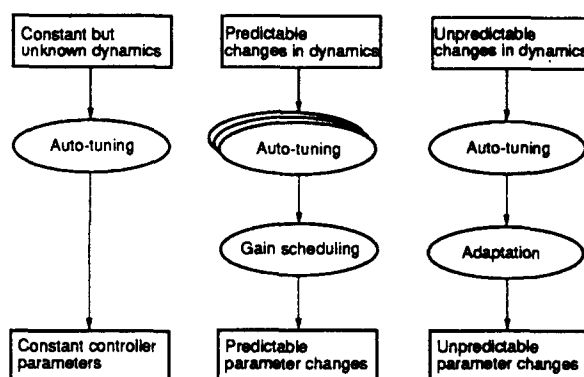 Constant but
unknown dynamics
Predictable
changes in dynamics
Unpredictable
changes in dynamics
Auto-tuning
Auto-tuning
Auto-tuning
Gain scheduling
Adaptation
Constant controller
parameters
Predictable
parameter changes
Unpredictable
parameter changes